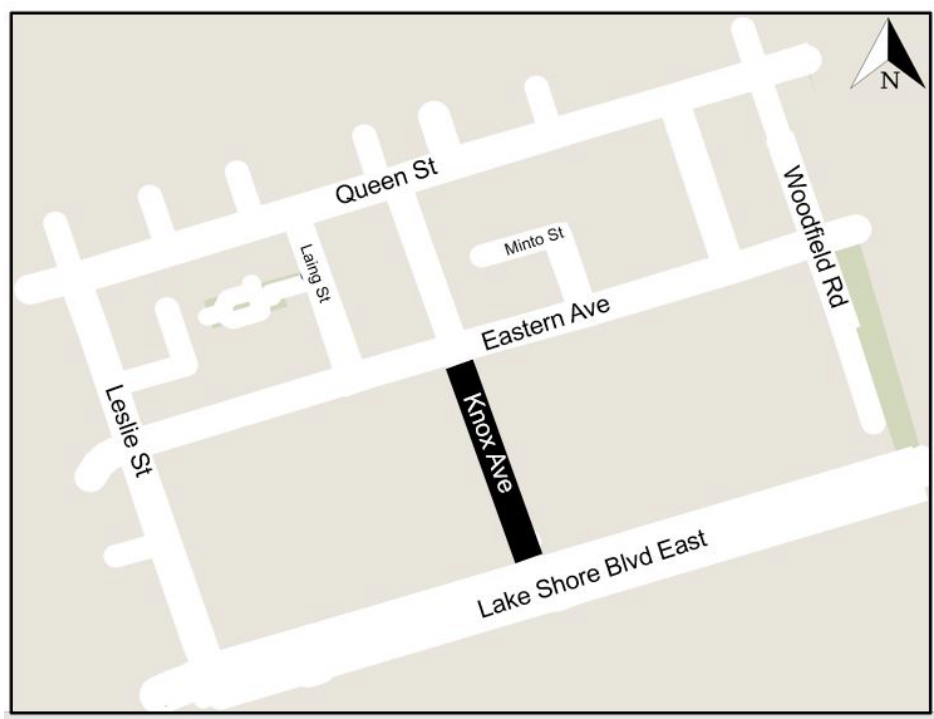 N
Queen St
Woodfield Rd
Minto St
Laing St
Eastern Ave
Leslie St
Knox Ave
Lake Shore Blvd East